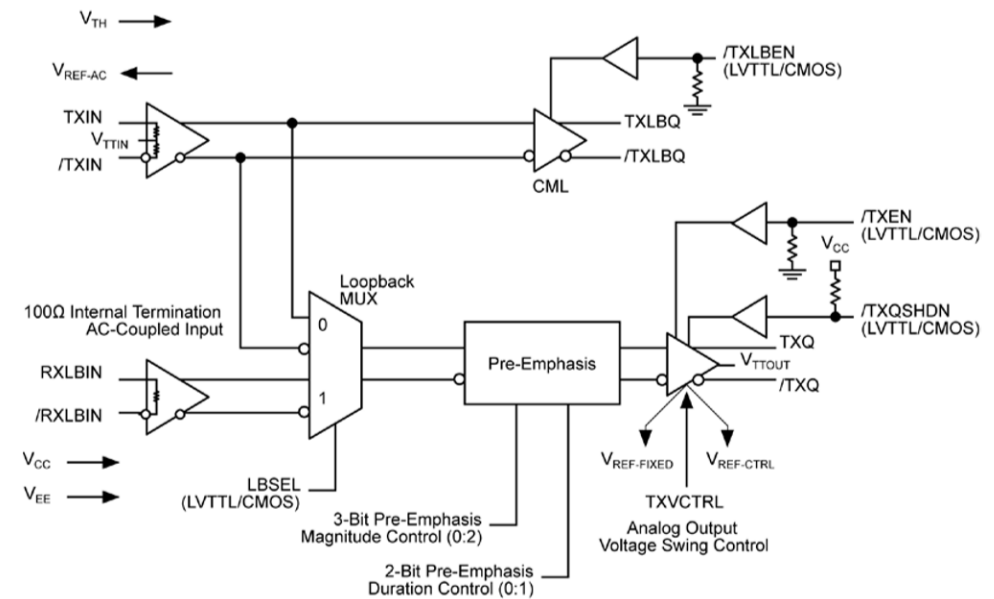 VTH
VREF-AC
TXIN
VTTIN
/TXIN
/TXLBEN
(LVTTL/CMOS)
TXLBQ
/TXLBQ
CML
/TXEN
(LVTTL/CMOS)
VCC
/TXQSHDN
(LVTTL/CMOS)
Loopback
MUX
100Ω Internal Termination
AC-Coupled Input
0
1
RXLBIN
/RXLBIN
VCC
VEE
LBSEL
(LVTTL/CMOS)
Pre-Emphasis
TXQ
VTTOUT
/TXQ
VREF-FIXED
VREF-CTRL
TXVCTRL
Analog Output
Voltage Swing Control
3-Bit Pre-Emphasis
Magnitude Control (0:2)
2-Bit Pre-Emphasis
Duration Control (0:1)